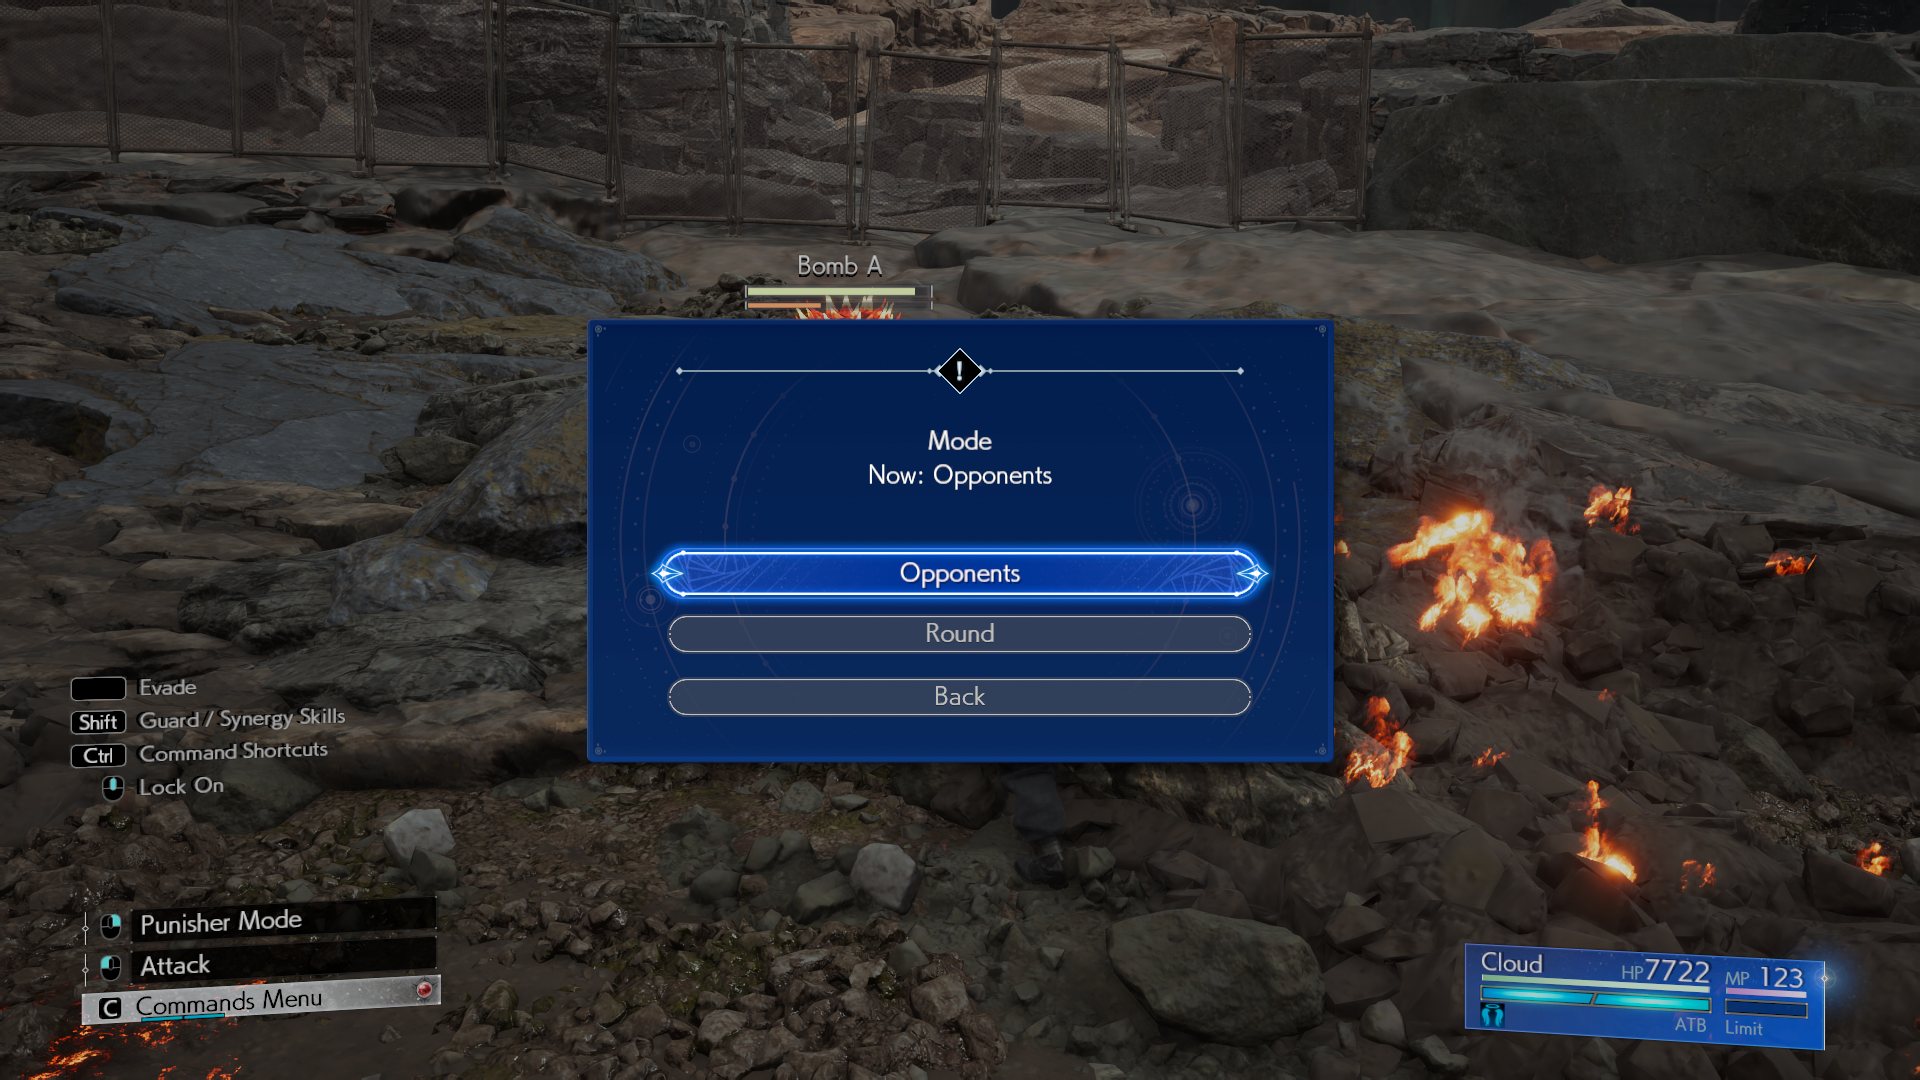 Bomb A
!
Mode
Now: Opponents
Opponents
Round
Back
Evade
Shift Guard / Synergy Skills
Ctrl Command Shortcuts
Lock On
Punisher Mode
Attack
C Commands Menu
Cloud HP 7722 MP 123
ATB Limit